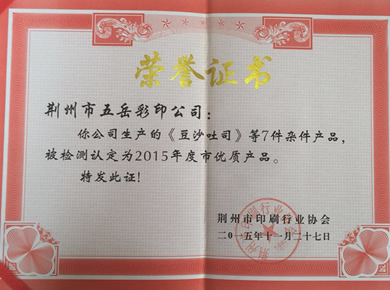 荣誉证书
荆州市五岳彩印公司：
你公司生产的《豆沙吐司》等7件杂件产品，
被检测认定为2015年度市优质产品。
特发此证！
荆州市印刷行业协会
二〇一五年十一月二十七日